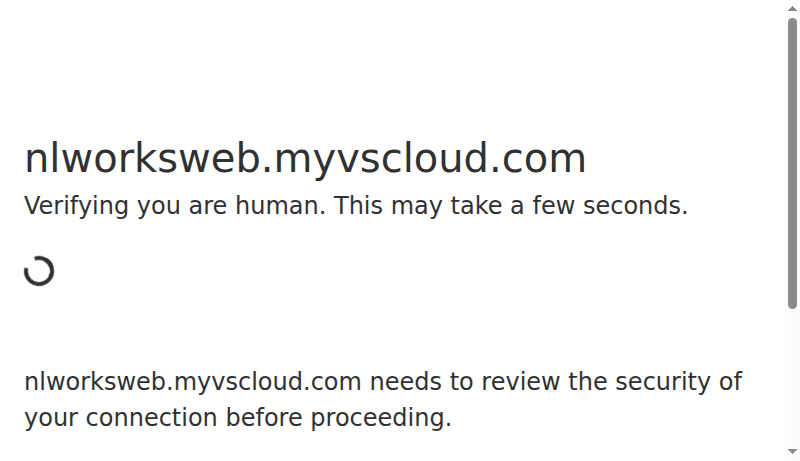 nlworksweb.myvscloud.com
Verifying you are human. This may take a few seconds.
nlworksweb.myvscloud.com needs to review the security of
your connection before proceeding.